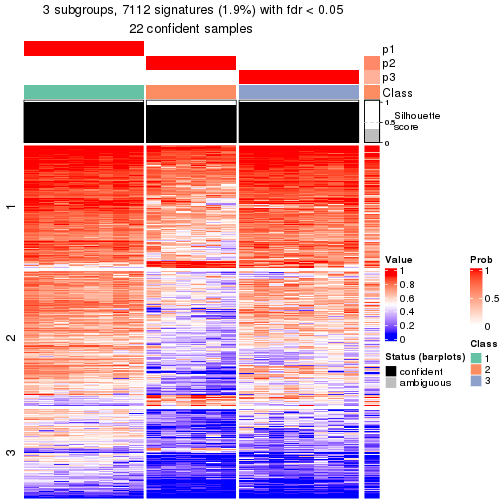 3 subgroups, 7112 signatures (1.9%) with fdr < 0.05
22 confident samples
p1
p2
p3
Class
1
0.5
0
Silhouette
score
1
2
3
Value
1
0.8
0.6
0.4
0.2
0
Prob
1
0.5
0
Status (barplots)
confident
ambiguous
Class
1
2
3